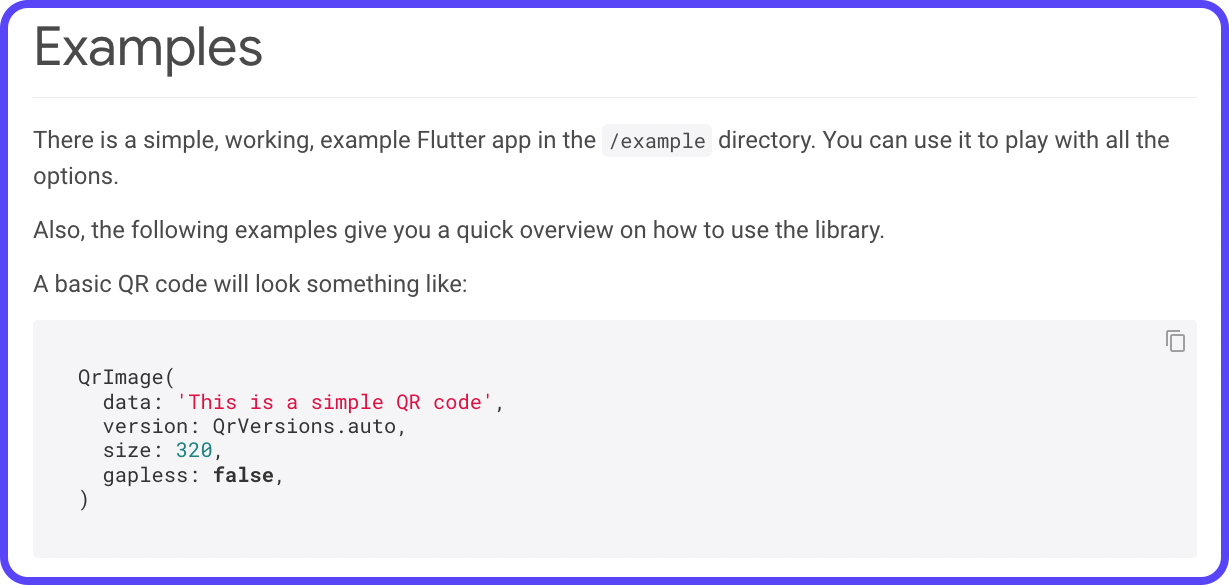 Examples
There is a simple, working, example Flutter app in the /example directory. You can use it to play with all the
options.
Also, the following examples give you a quick overview on how to use the library.
A basic QR code will look something like:
QrImage(
  data: 'This is a simple QR code',
  version: QrVersions.auto,
  size: 320,
  gapless: false,
)